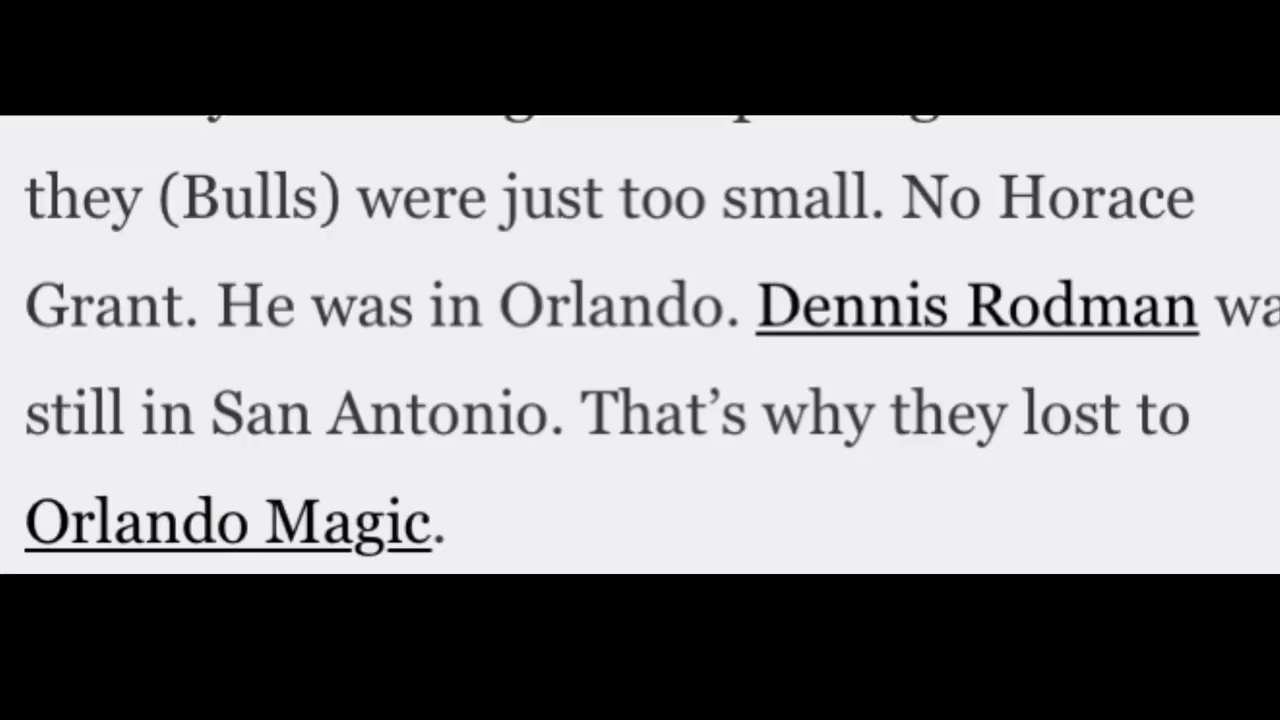 they (Bulls) were just too small. No Horace
Grant. He was in Orlando. Dennis Rodman
still in San Antonio. That’s why they lost to
Orlando Magic.